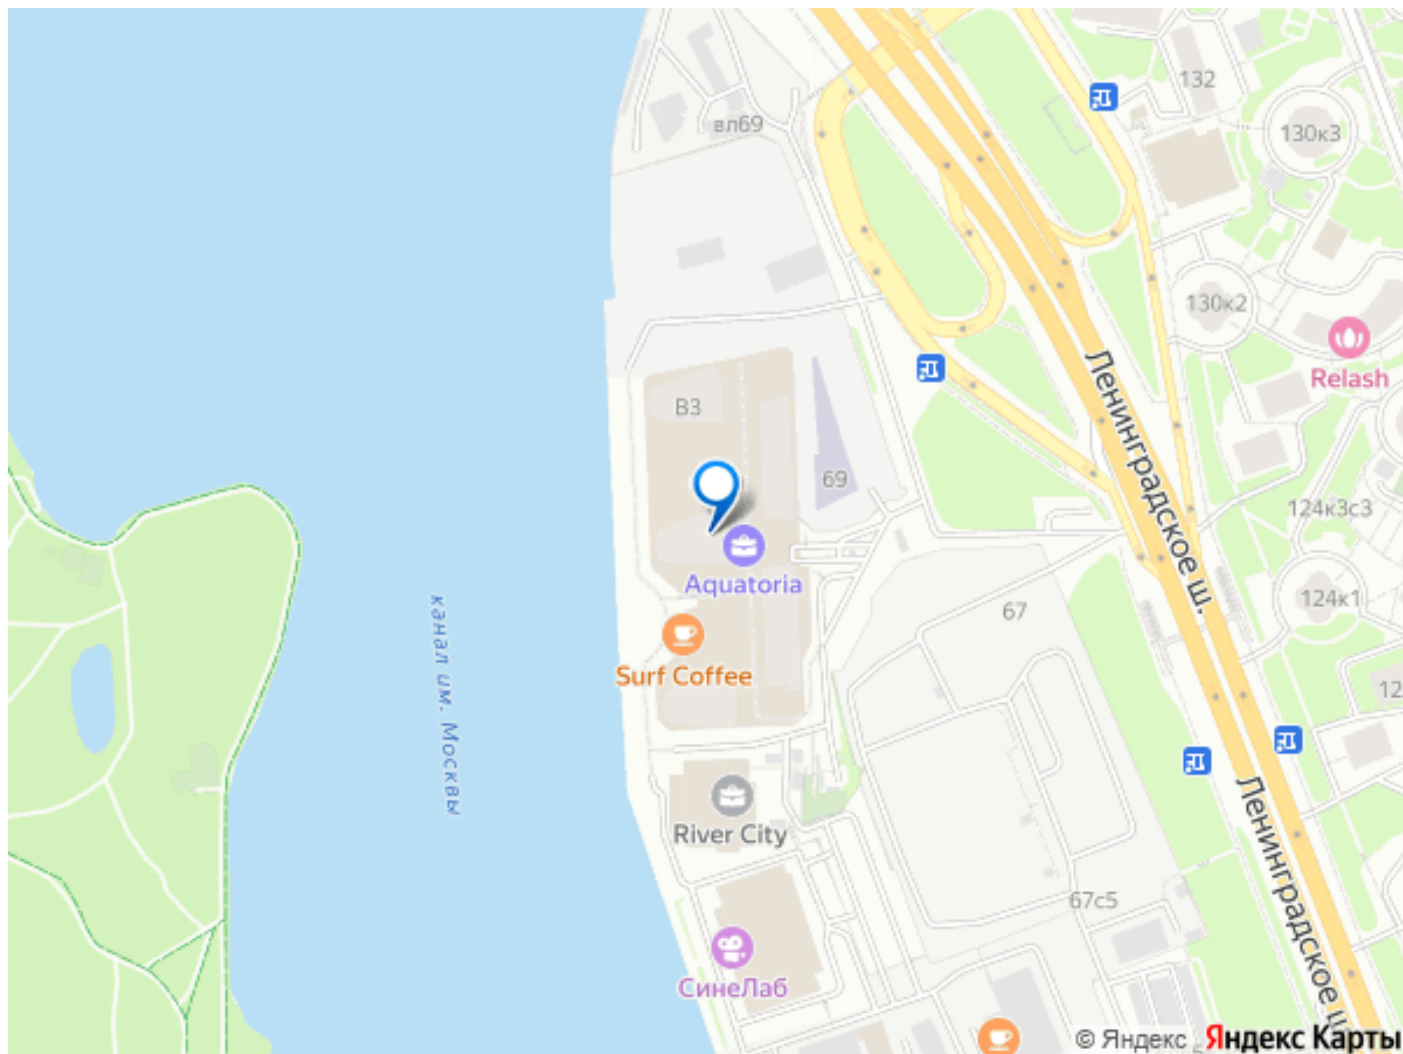 132
вл69
130к3
130к2
Relash
В3
Ленинградское ш.
69
124к3с3
Aquatoria
124к1
67
канал им. Москвы
Surf Coffee
12
Ленинградское ш
River City
67с5
СинеЛаб
© Яндекс Яндекс Карты